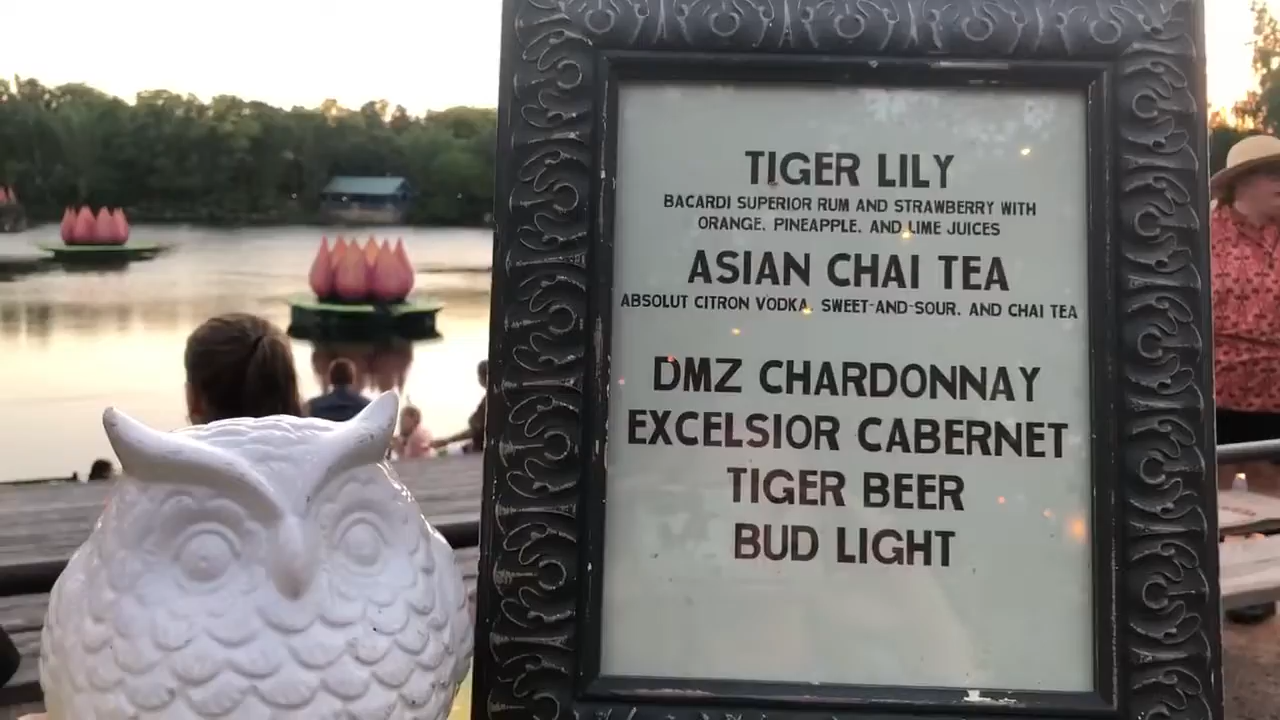 TIGER LILY
BACARDI SUPERIOR RUM AND STRAWBERRY WITH
ORANGE, PINEAPPLE, AND LIME JUICES
ASIAN CHAI TEA
ABSOLUT CITRON VODKA, SWEET-AND-SOUR, AND CHAI TEA
DMZ CHARDONNAY
EXCELSIOR CABERNET
TIGER BEER
BUD LIGHT